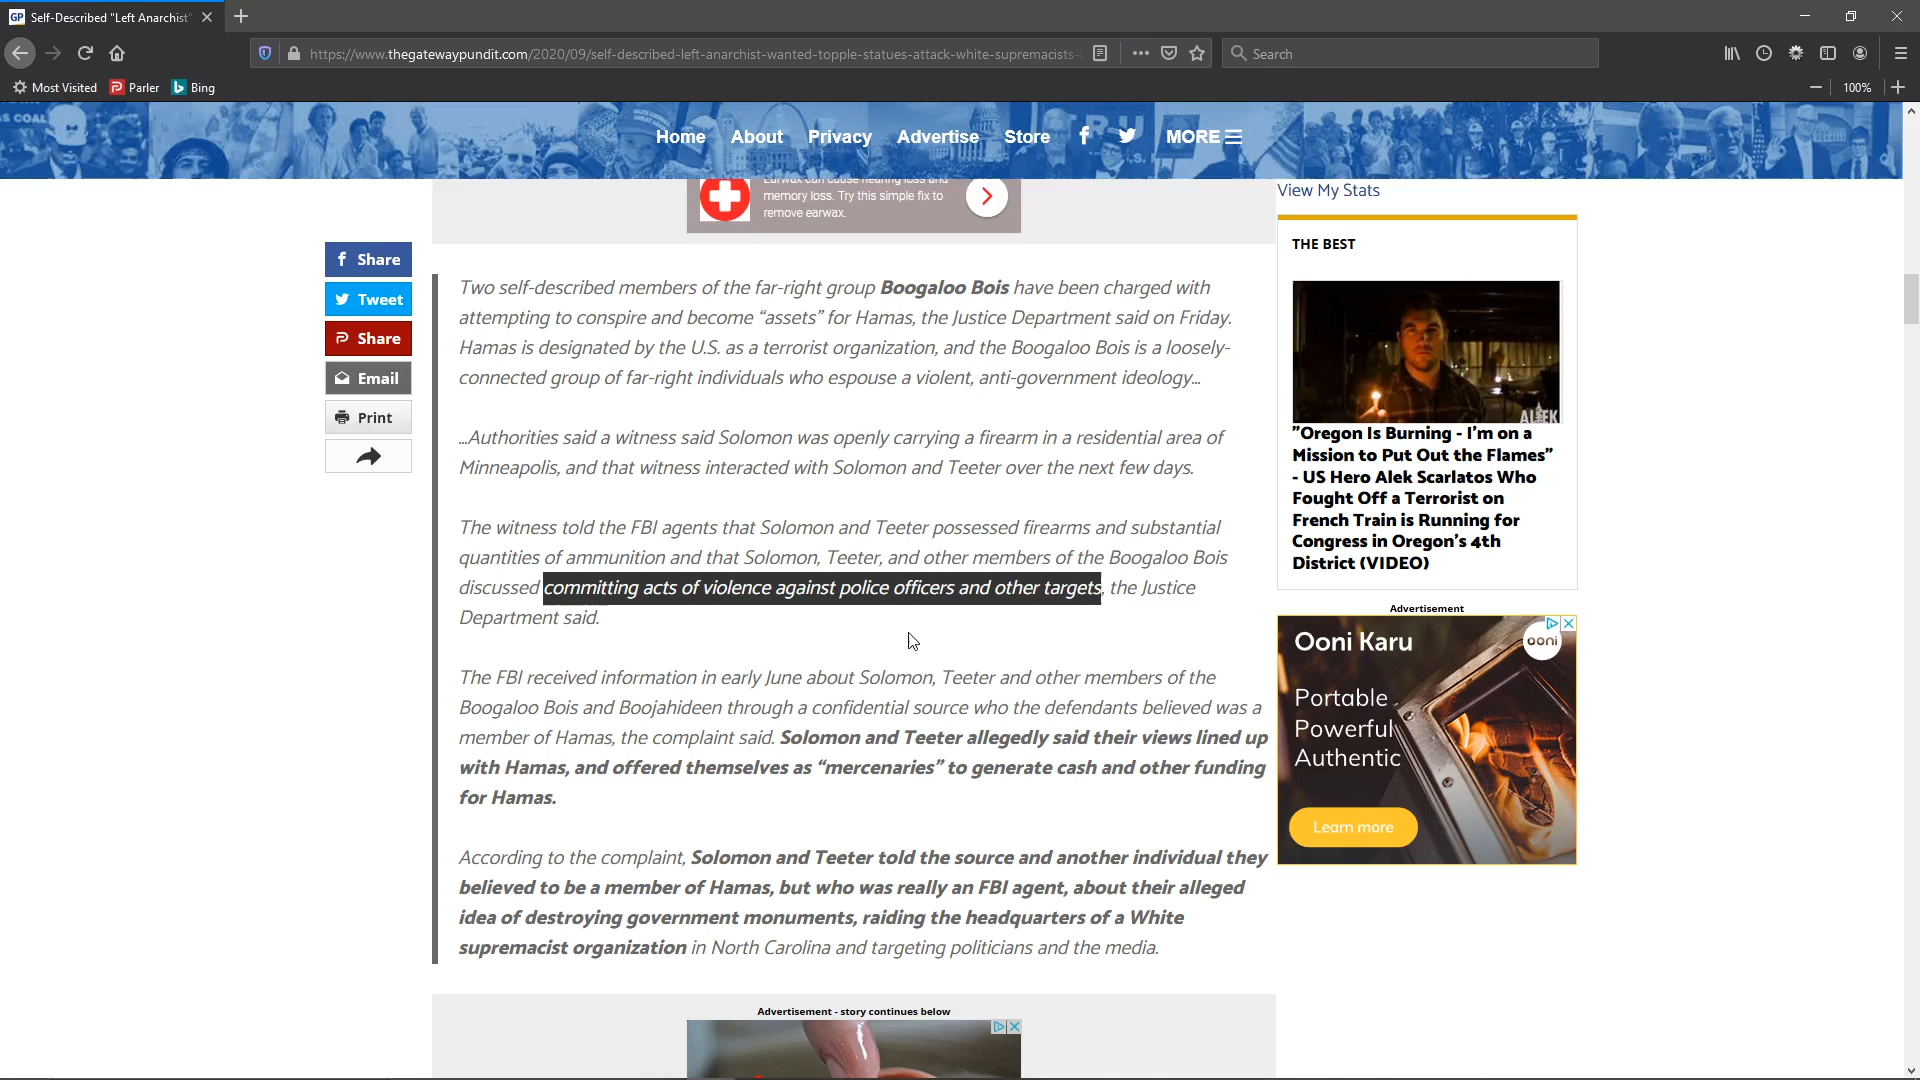 GP Self-Described "Left Anarchist"
https://www.thegatewaypundit.com/2020/09/self-described-left-anarchist-wanted-topple-statues-attack-white-supremacists-
Search
Most Visited
Parler
Bing
100%
S COAL
Home
About
Privacy
Advertise
Store
MORE
Earwax can cause hearing loss and
memory loss. Try this simple fix to
remove earwax.
View My Stats
THE BEST
Share
Tweet
Share
Email
Print
Two self-described members of the far-right group Boogaloo Bois have been charged with
attempting to conspire and become “assets” for Hamas, the Justice Department said on Friday.
Hamas is designated by the U.S. as a terrorist organization, and the Boogaloo Bois is a loosely-
connected group of far-right individuals who espouse a violent, anti-government ideology…
…Authorities said a witness said Solomon was openly carrying a firearm in a residential area of
Minneapolis, and that witness interacted with Solomon and Teeter over the next few days.
The witness told the FBI agents that Solomon and Teeter possessed firearms and substantial
quantities of ammunition and that Solomon, Teeter, and other members of the Boogaloo Bois
discussed committing acts of violence against police officers and other targets, the Justice
Department said.
The FBI received information in early June about Solomon, Teeter and other members of the
Boogaloo Bois and Boojahideen through a confidential source who the defendants believed was a
member of Hamas, the complaint said. Solomon and Teeter allegedly said their views lined up
with Hamas, and offered themselves as “mercenaries” to generate cash and other funding
for Hamas.
According to the complaint, Solomon and Teeter told the source and another individual they
believed to be a member of Hamas, but who was really an FBI agent, about their alleged
idea of destroying government monuments, raiding the headquarters of a White
supremacist organization in North Carolina and targeting politicians and the media.
Advertisement - story continues below
ALEK
"Oregon Is Burning - I'm on a
Mission to Put Out the Flames”
- US Hero Alek Scarlatos Who
Fought Off a Terrorist on
French Train is Running for
Congress in Oregon's 4th
District (VIDEO)
Advertisement
Ooni Karu
ooni
Portable
Powerful
Authentic
Learn more